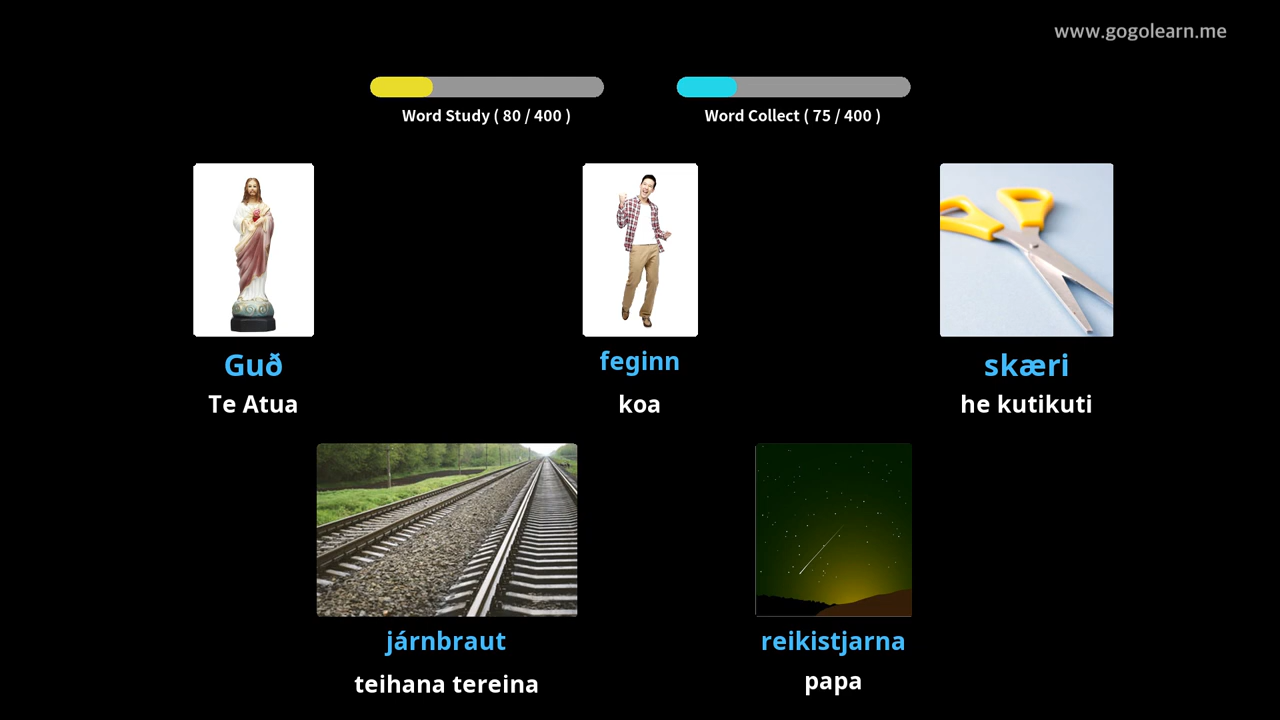 www.gogolearn.me
Word Study ( 80 / 400 )
Word Collect ( 75 / 400 )
Guð
Te Atua
feginn
koa
skæri
he kutikuti
járnbraut
teihana tereina
reikistjarna
papa